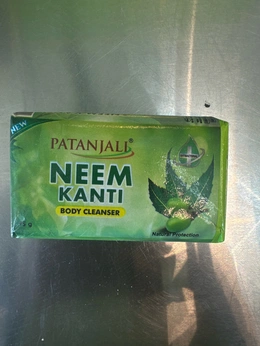 NEW
PATANJALI®
NEEM
KANTI
BODY CLEANSER
Natural Protection